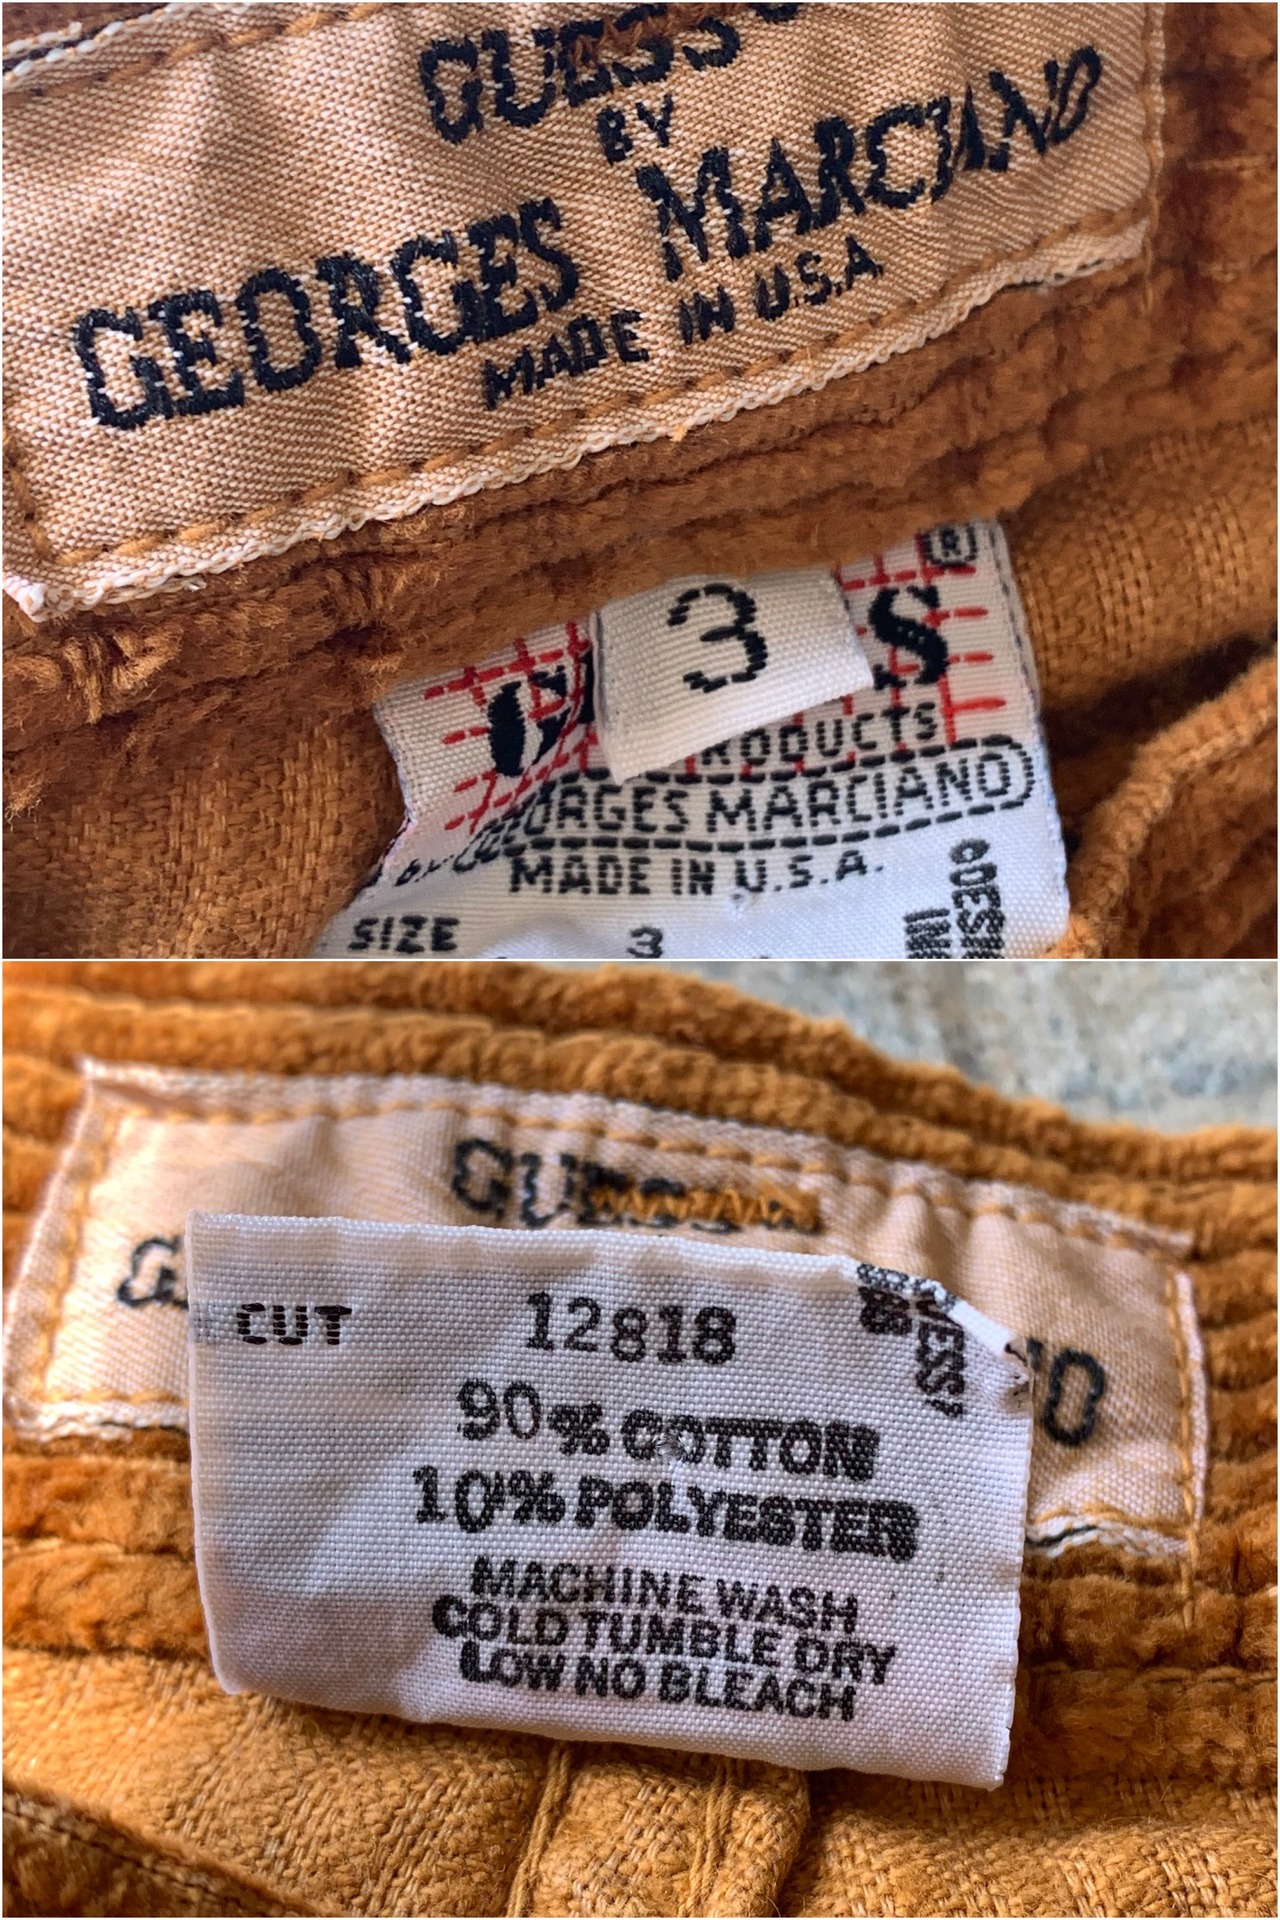 GUESS
BY
GEORGES MARCIANO
MADE IN U.S.A.
®
3
S
PRODUCTS
GEORGES MARCIANO
MADE IN U.S.A.
SIZE 3
GUESS
CUT 12818
90% COTTON
10% POLYESTER
MACHINE WASH
COLD TUMBLE DRY
LOW NO BLEACH